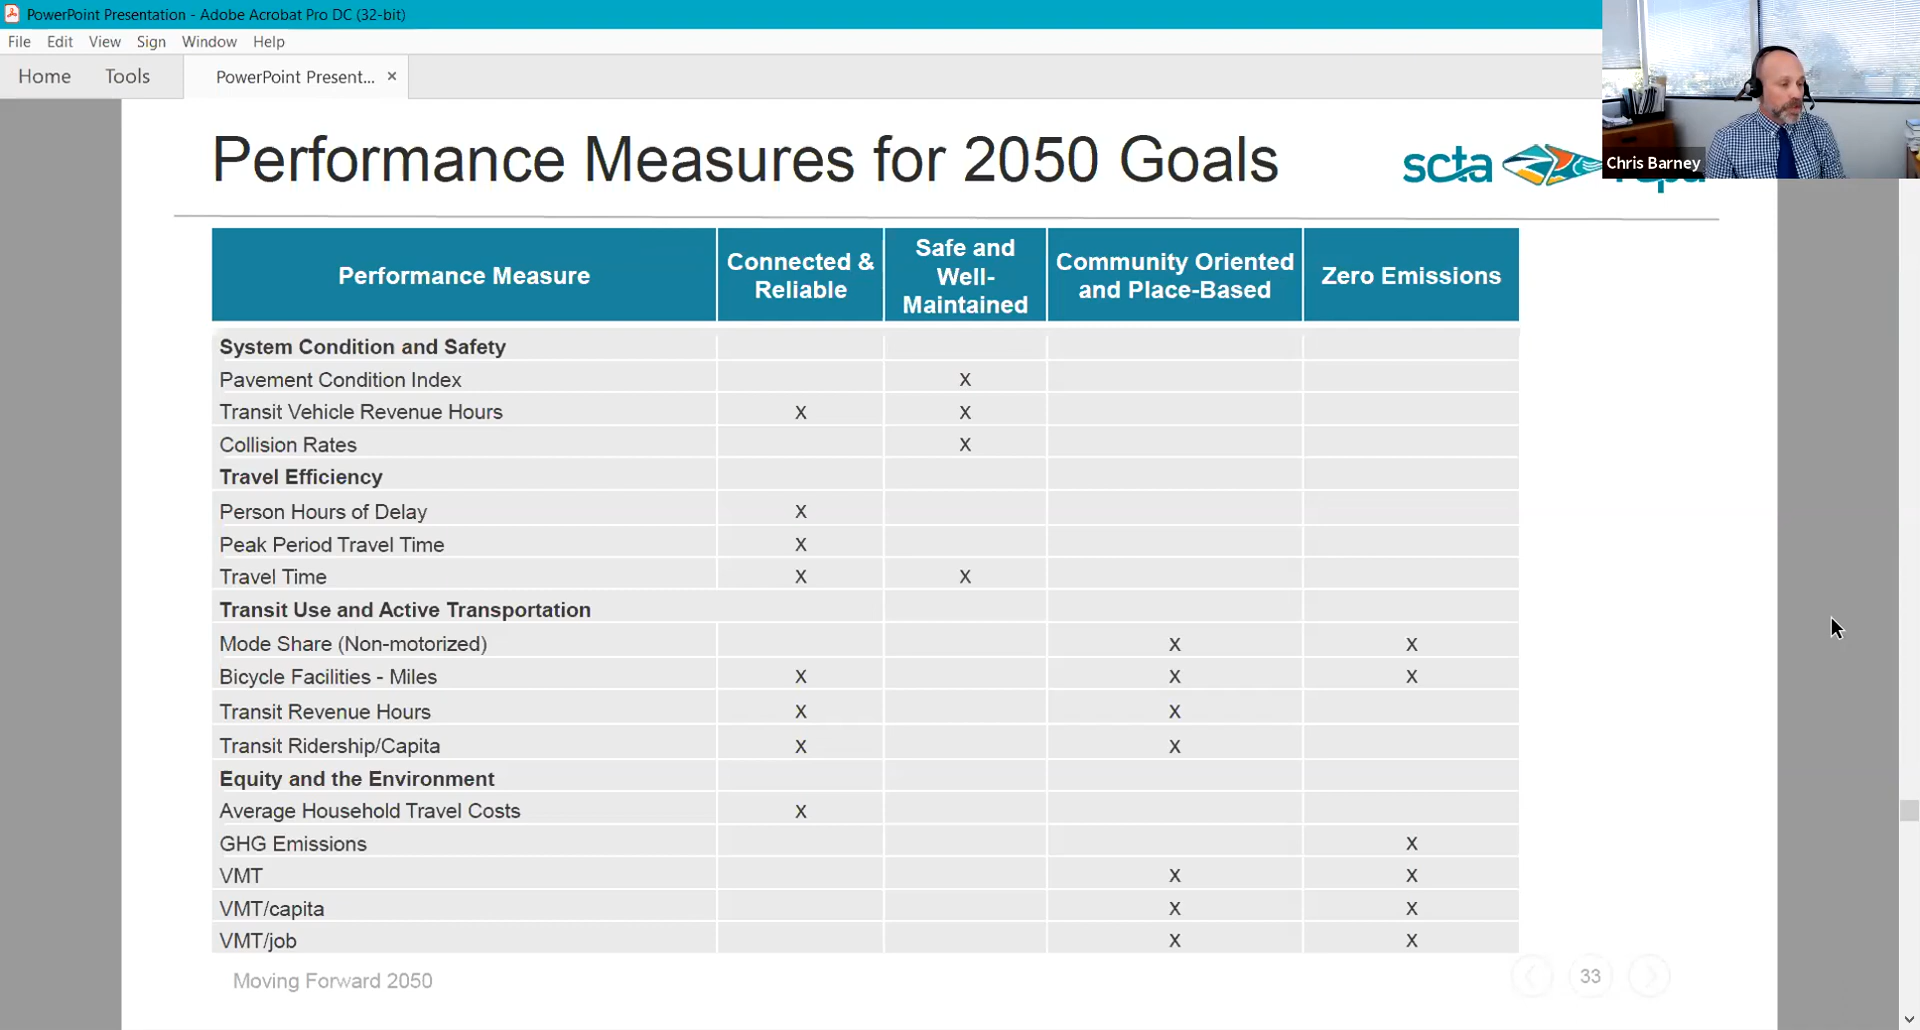 PowerPoint Presentation - Adobe Acrobat Pro DC (32-bit)
File Edit View Sign Window Help
Home Tools PowerPoint Present... ×
Performance Measures for 2050 Goals
scta
Chris Barney
Performance Measure
Connected &
Reliable
Safe and
Well-
Maintained
Community Oriented
and Place-Based
Zero Emissions
System Condition and Safety
Pavement Condition Index X
Transit Vehicle Revenue Hours X X
Collision Rates X
Travel Efficiency
Person Hours of Delay X
Peak Period Travel Time X
Travel Time X X
Transit Use and Active Transportation
Mode Share (Non-motorized) X X
Bicycle Facilities - Miles X X X
Transit Revenue Hours X X
Transit Ridership/Capita X X
Equity and the Environment
Average Household Travel Costs X
GHG Emissions X
VMT X X
VMT/capita X X
VMT/job X X
Moving Forward 2050
33